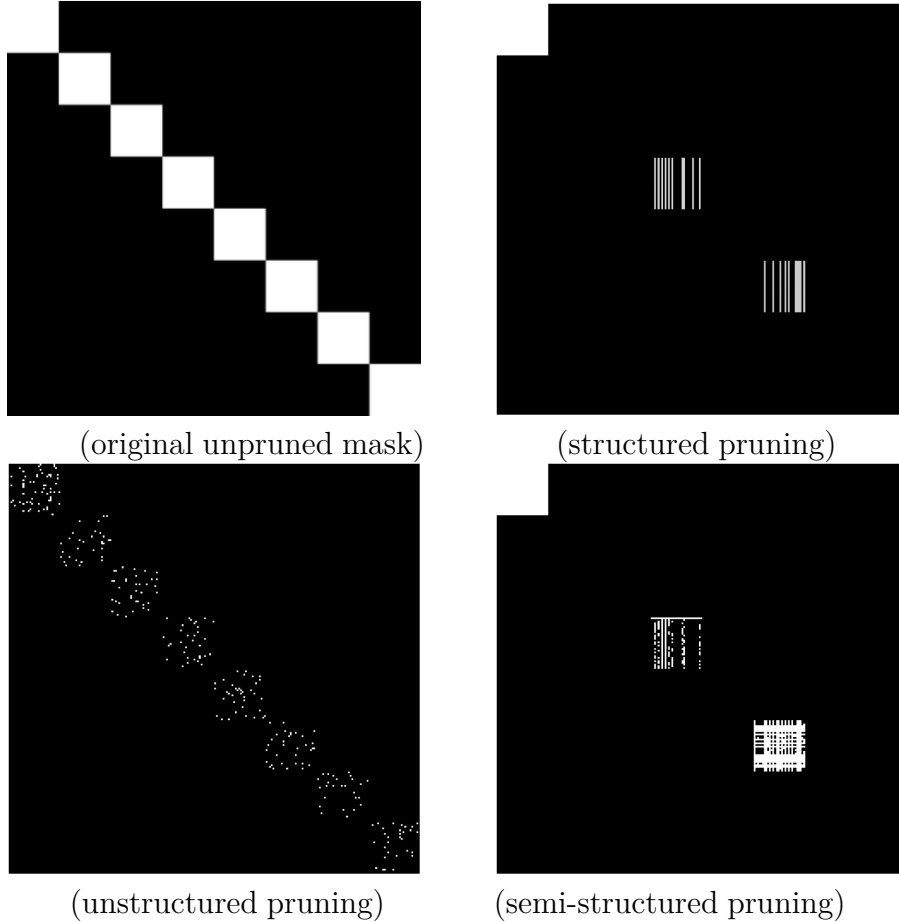 (original unpruned mask)
(structured pruning)
(unstructured pruning)
(semi-structured pruning)